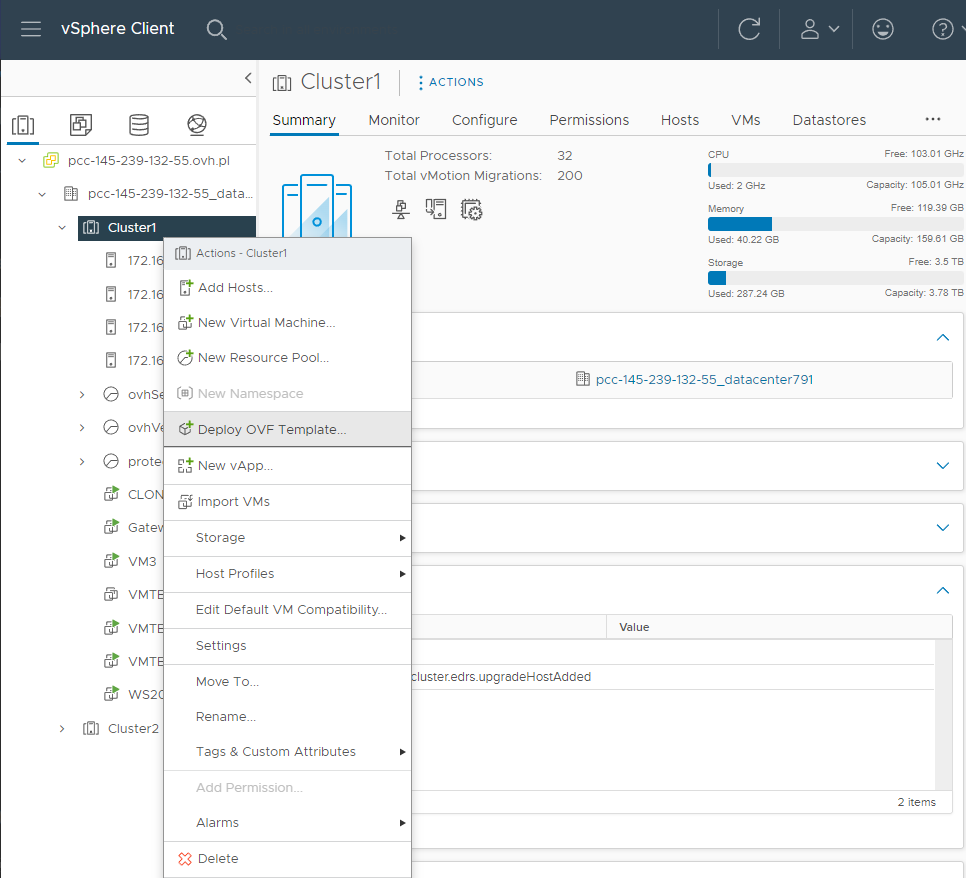 vSphere Client
Cluster1
ACTIONS
Summary Monitor Configure Permissions Hosts VMs Datastores
pcc-145-239-132-55.ovh.pl
pcc-145-239-132-55_data...
Cluster1
172.16
172.16
172.16
172.16
ovhSe
ovhVe
prote
CLON
Gatew
VM3
VMTE
VMTE
VMTE
WS20
Cluster2
Total Processors: 32
Total vMotion Migrations: 200
CPU Free: 103.01 GHz
Used: 2 GHz Capacity: 105.01 GHz
Memory Free: 119.39 GB
Used: 40.22 GB Capacity: 159.61 GB
Storage Free: 3.5 TB
Used: 287.24 GB Capacity: 3.78 TB
Actions - Cluster1
Add Hosts...
New Virtual Machine...
New Resource Pool...
New Namespace
Deploy OVF Template...
New vApp...
Import VMs
Storage
Host Profiles
Edit Default VM Compatibility...
Settings
Move To...
Rename...
Tags & Custom Attributes
Add Permission...
Alarms
Delete
pcc-145-239-132-55_datacenter791
Value
cluster.edrs.upgradeHostAdded
2 items